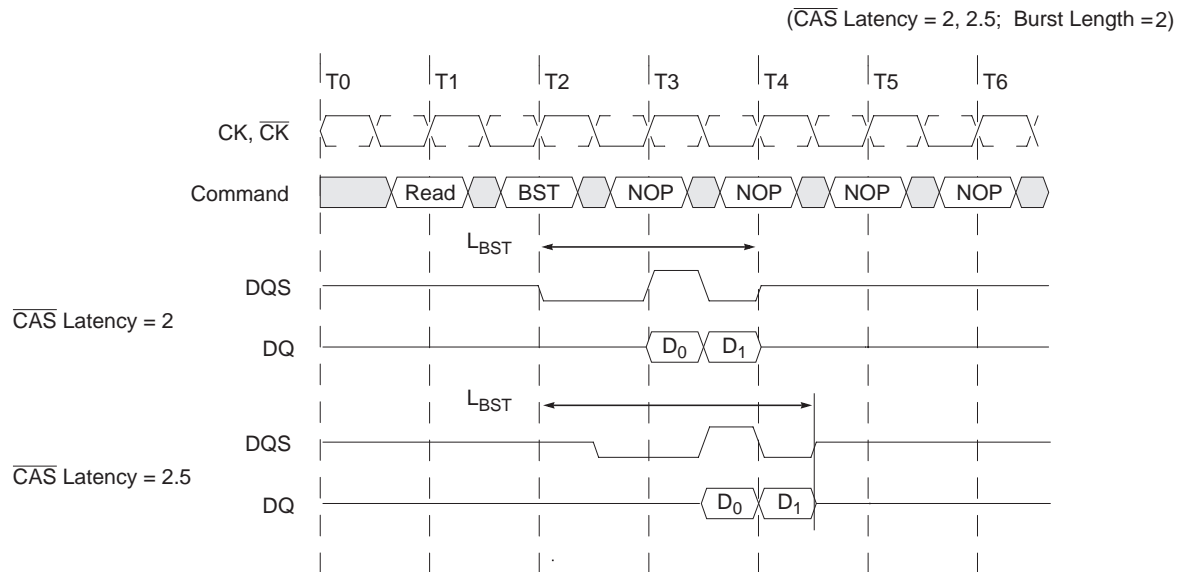 (CAS Latency = 2, 2.5; Burst Length =2)
T0 T1 T2 T3 T4 T5 T6
CK, CK
Command Read BST NOP NOP NOP NOP
LBST
DQS
CAS Latency = 2
DQ D0 D1
LBST
DQS
CAS Latency = 2.5
DQ D0 D1